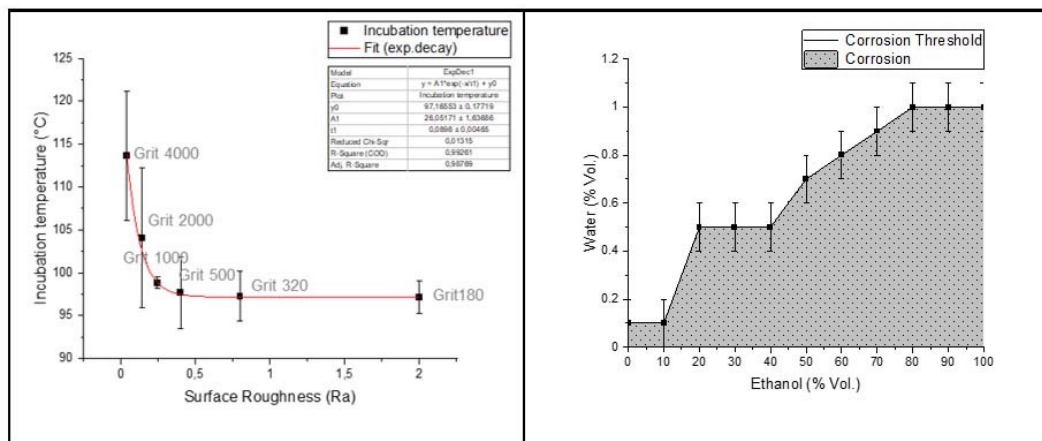 Incubation temperature
Fit (exp.decay)
Model ExpDec1
Equation y = A1*exp(-x/t1) + y0
Plot Incubation temperature
y0 97,16553 ± 0,17719
A1 26,05171 ± 1,63686
t1 0,0898 ± 0,00465
Reduced Chi-Sqr 0,01315
R-Square (COD) 0,99261
Adj. R-Square 0,98769
125
120
115
110
105
100
95
90
Incubation temperature (°C)
Grit 4000
Grit 2000
Grit 1000
Grit 500
Grit 320
Grit180
0 0,5 1 1,5 2
Surface Roughness (Ra)
Corrosion Threshold
Corrosion
1.2
1
0.8
0.6
0.4
0.2
0
Water (% Vol.)
0 10 20 30 40 50 60 70 80 90 100
Ethanol (% Vol.)